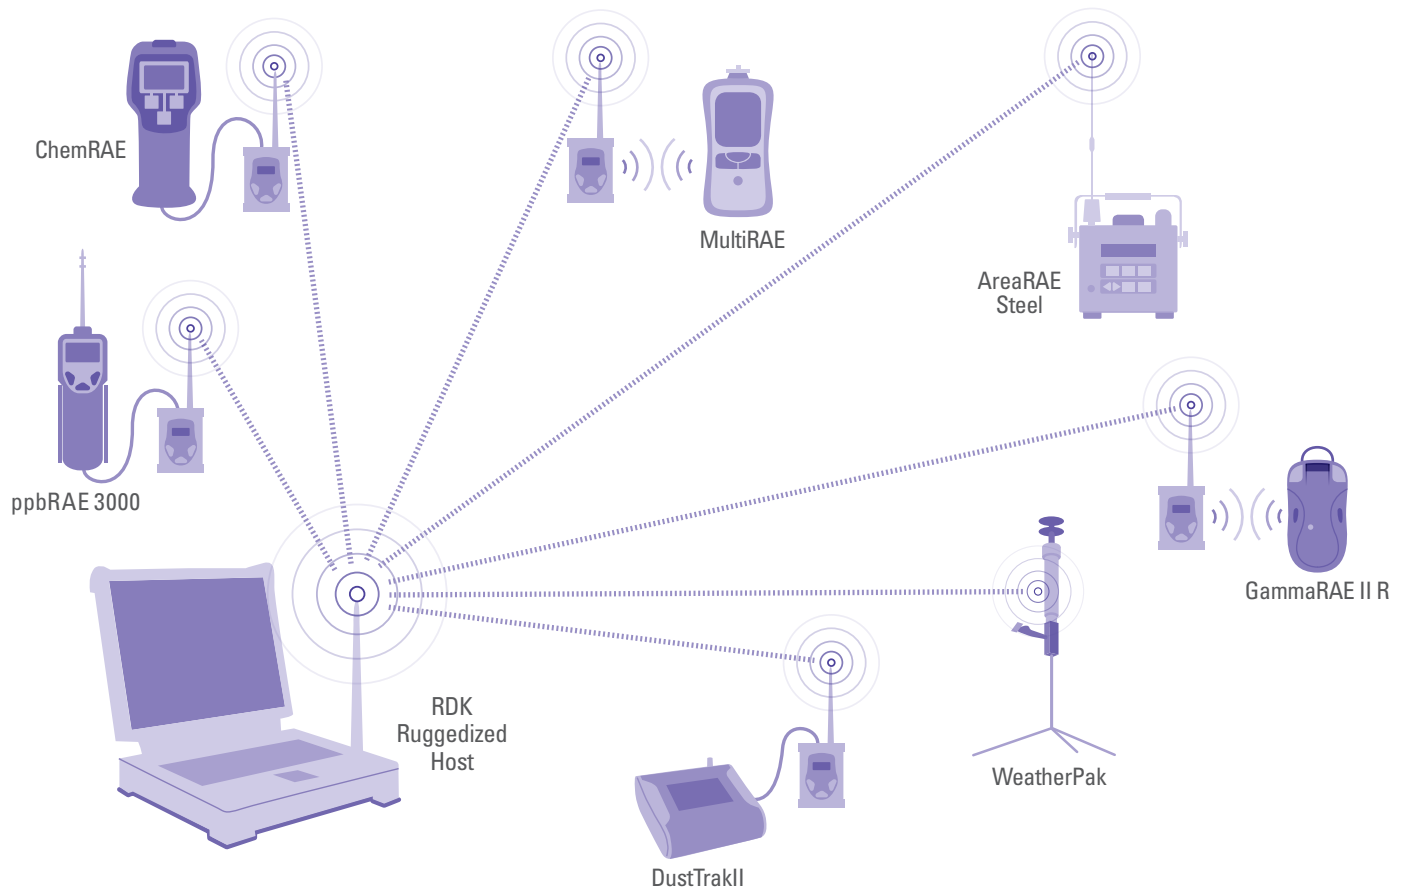 ChemRAE
MultiRAE
AreaRAE
Steel
ppbRAE 3000
GammaRAE II R
RDK
Ruggedized
Host
WeatherPak
DustTrakII